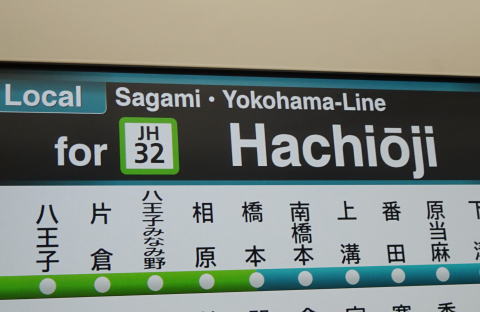 Local Sagami・Yokohama-Line
for JH 32 Hachiōji
八王子
片倉
八王子みなみ野
相原
橋本
南橋本
上溝
番田
原当麻
下